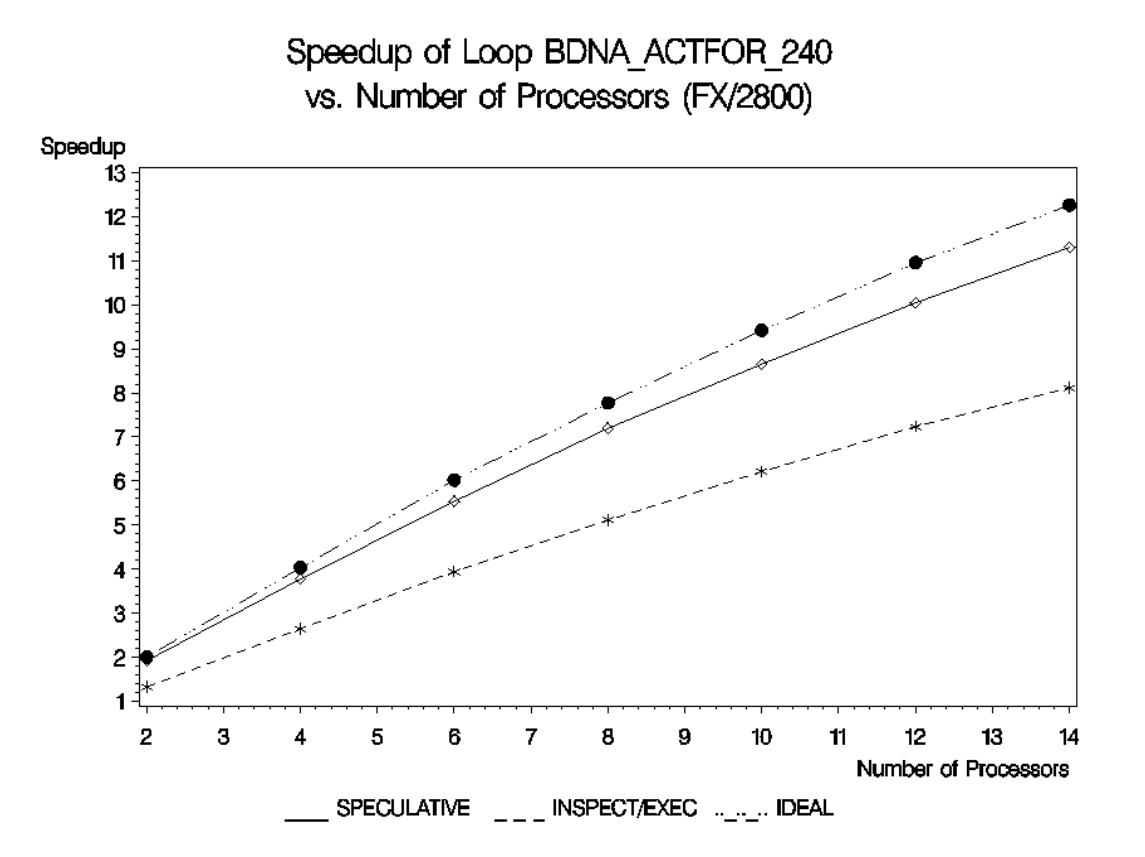 Speedup of Loop BDNA_ACTFOR_240
vs. Number of Processors (FX/2800)
Speedup
13
12
11
10
9
8
7
6
5
4
3
2
1
2 3 4 5 6 7 8 9 10 11 12 13 14
Number of Processors
SPECULATIVE INSPECT/EXEC IDEAL